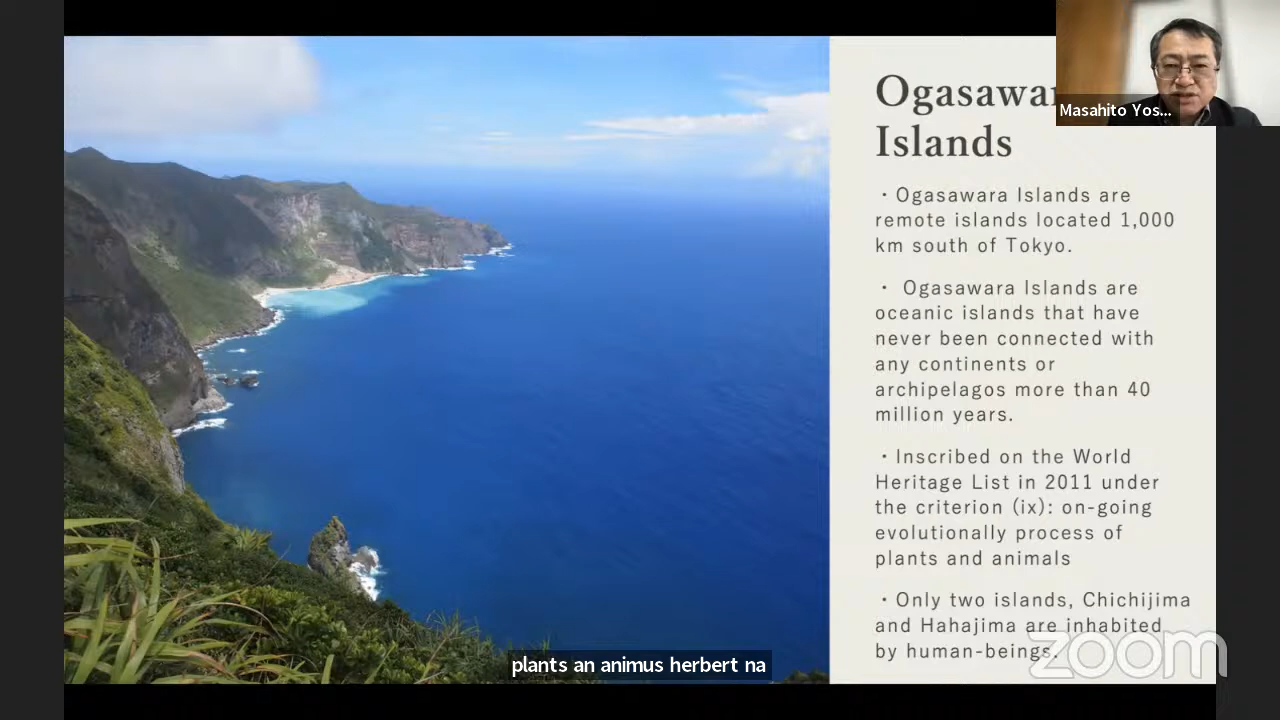 Ogasawa
Islands
Masahito Yos...
・Ogasawara Islands are
remote islands located 1,000
km south of Tokyo.
・ Ogasawara Islands are
oceanic islands that have
never been connected with
any continents or
archipelagos more than 40
million years.
・Inscribed on the World
Heritage List in 2011 under
the criterion (ix): on-going
evolutionally process of
plants and animals
・Only two islands, Chichijima
and Hahajima are inhabited
by human-beings.
zoom
plants an animus herbert na